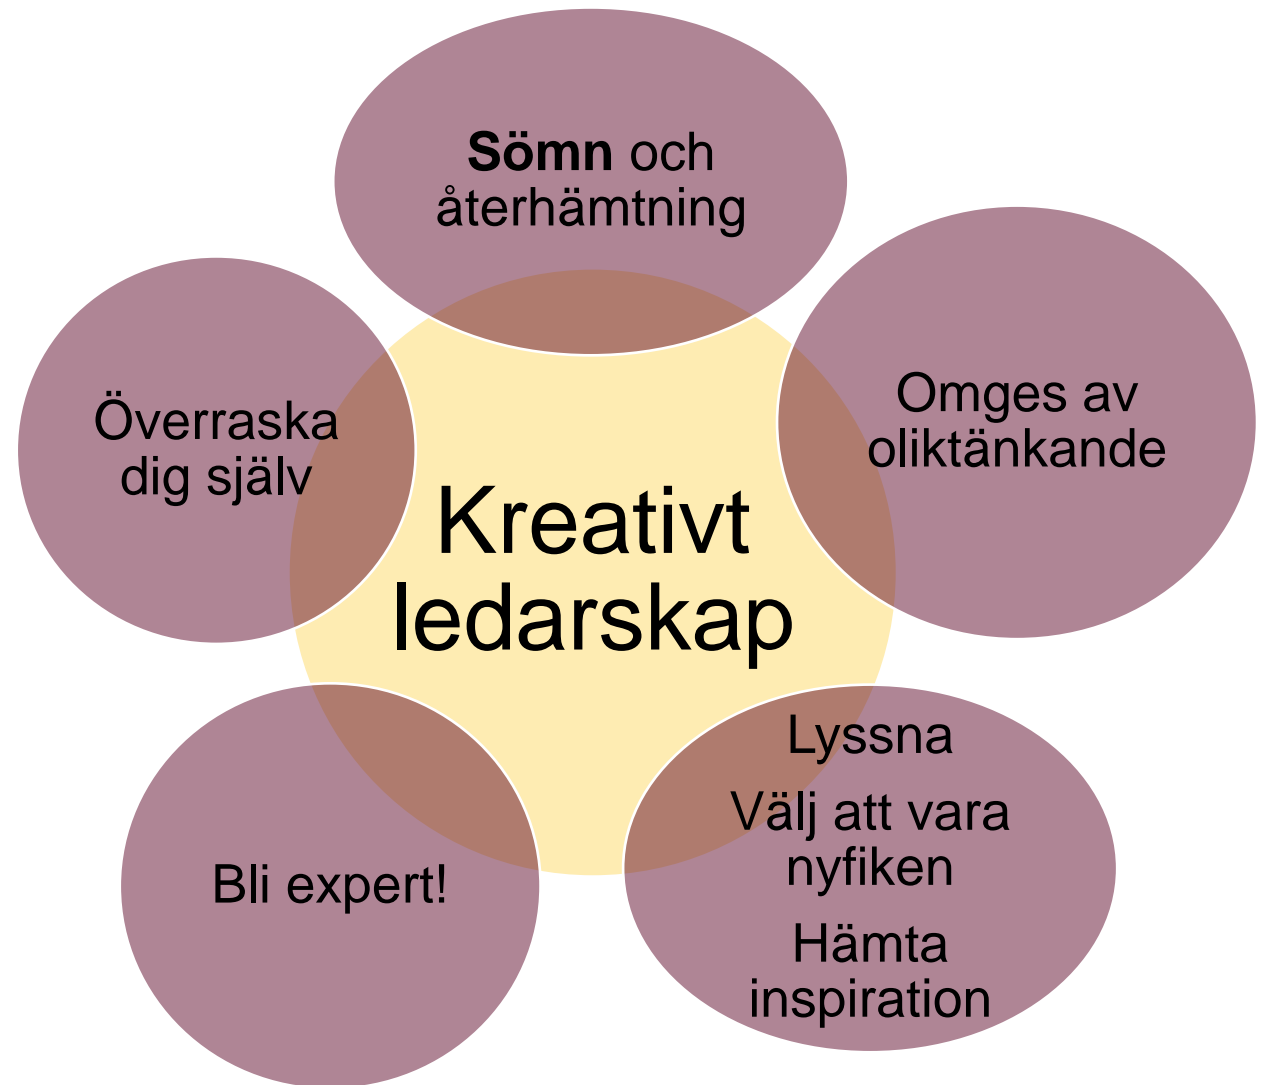 Sömn och
återhämtning
Omges av
oliktänkande
Överraska
dig själv
Kreativt
ledarskap
Lyssna
Välj att vara
nyfiken
Hämta
inspiration
Bli expert!